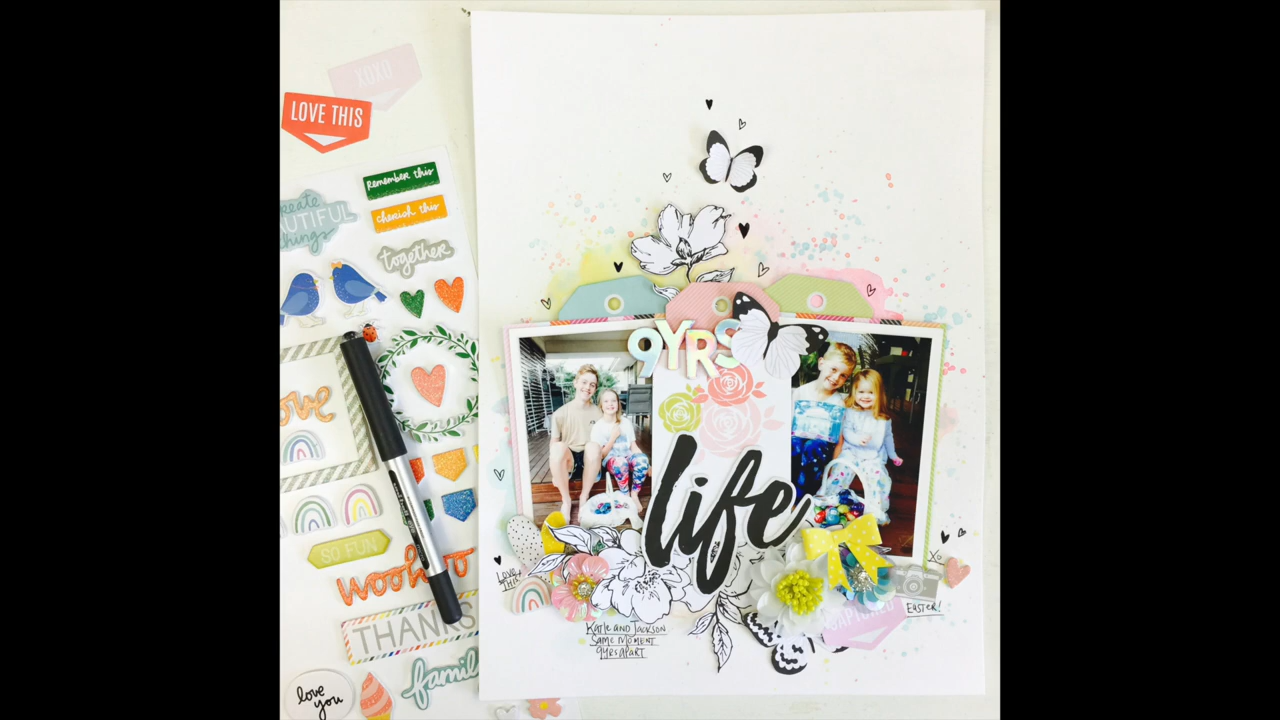 XOXO
LOVE THIS
remember this
create
BEAUTIFUL
things
cherish this
together
love
SO FUN
woohoo
THANKS
family
love
you
9YRS
life
LOVE
THIS
KATIE AND JACKSON
SAME MOMENT
9YRS APART
XO
EASTER!
CAPTURED